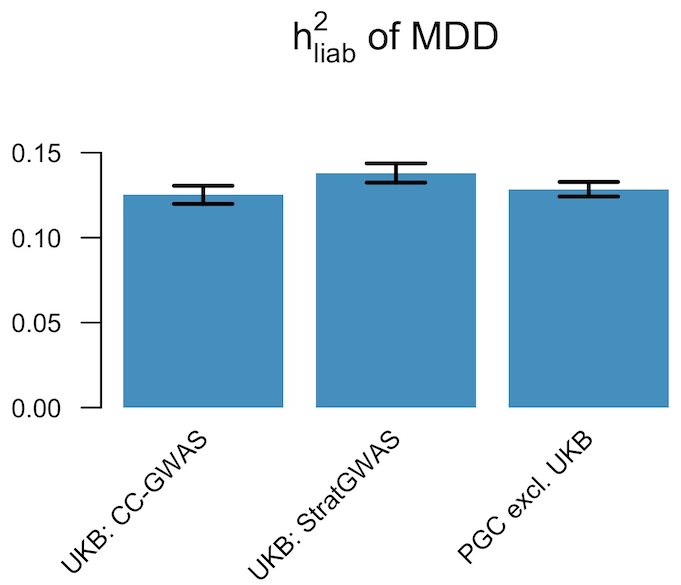 h²liab of MDD
0.15
0.10
0.05
0.00
UKB: CC-GWAS
UKB: StratGWAS
PGC excl. UKB